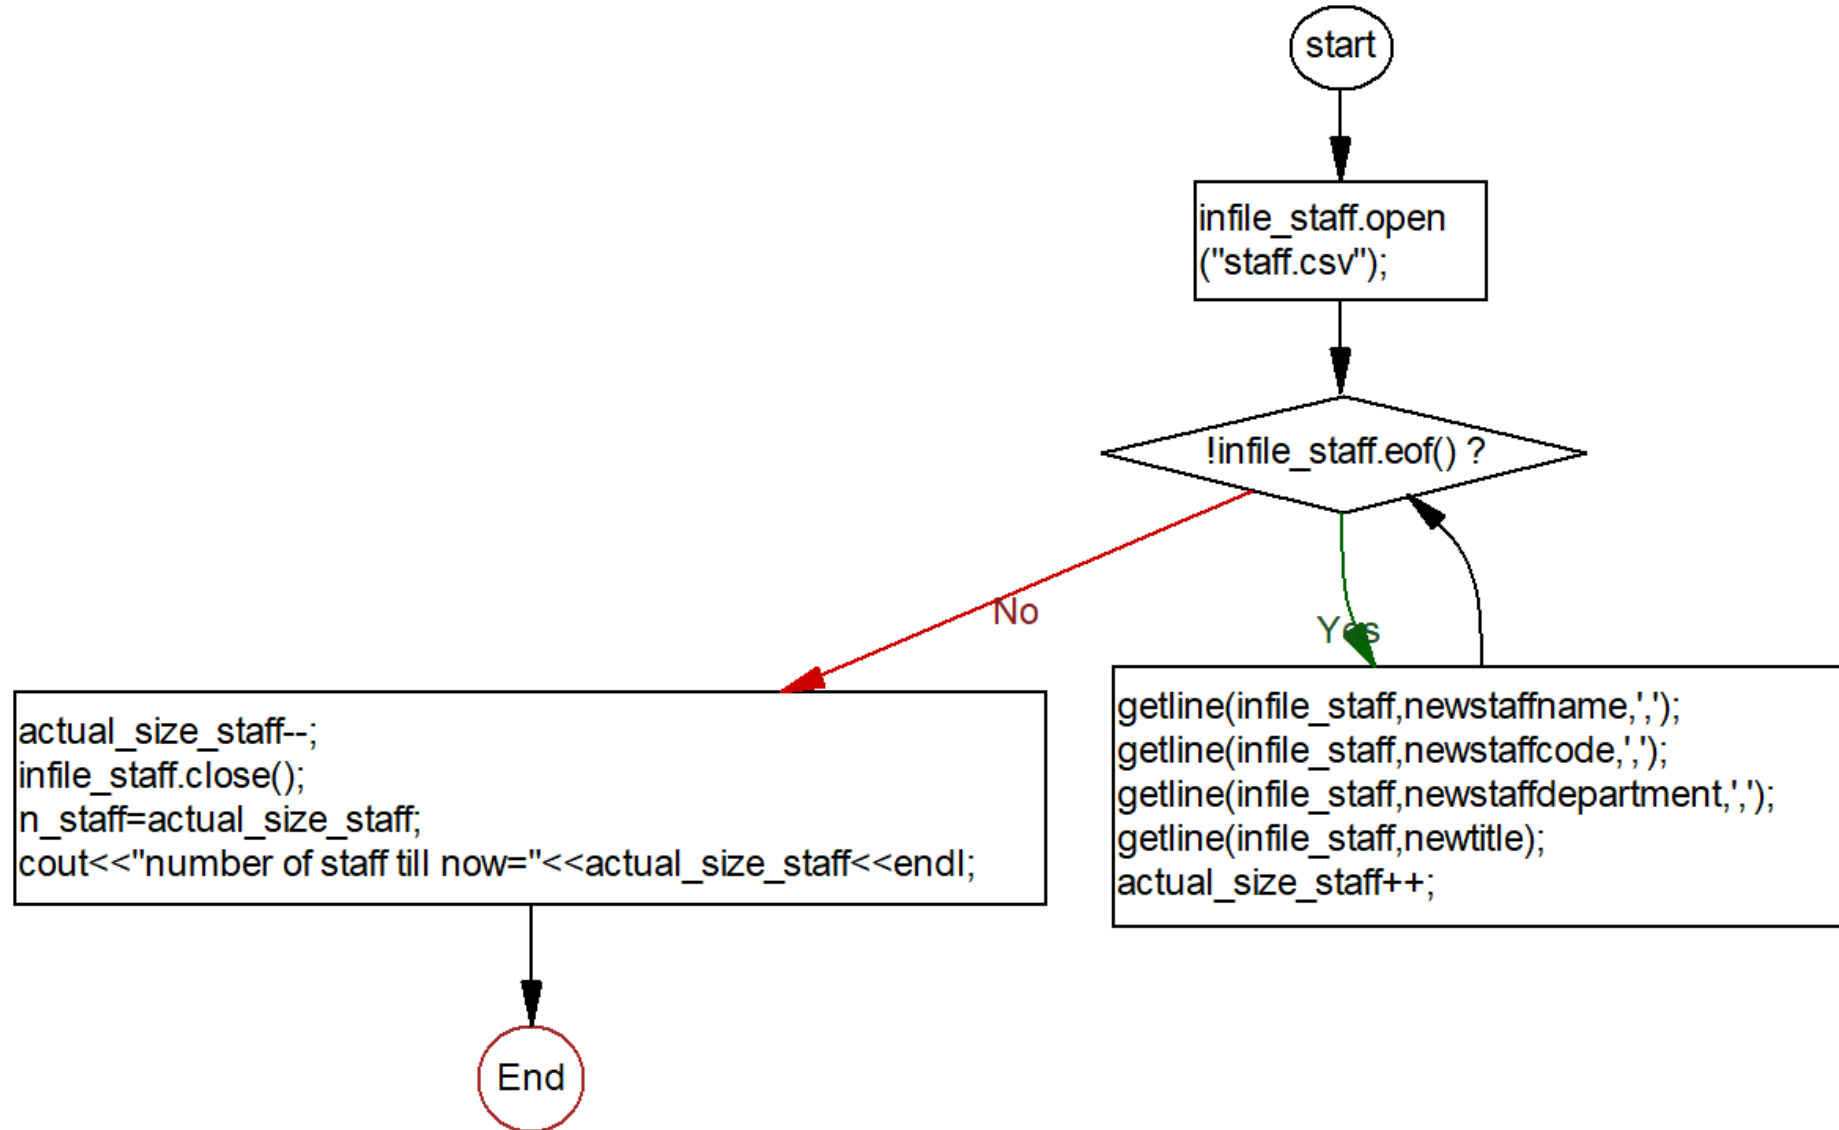 start
infile_staff.open
("staff.csv");
!infile_staff.eof() ?
No
Yes
actual_size_staff--;
infile_staff.close();
n_staff=actual_size_staff;
cout<<"number of staff till now="<<actual_size_staff<<endl;
getline(infile_staff,newstaffname,',');
getline(infile_staff,newstaffcode,',');
getline(infile_staff,newstaffdepartment,',');
getline(infile_staff,newtitle);
actual_size_staff++;
End